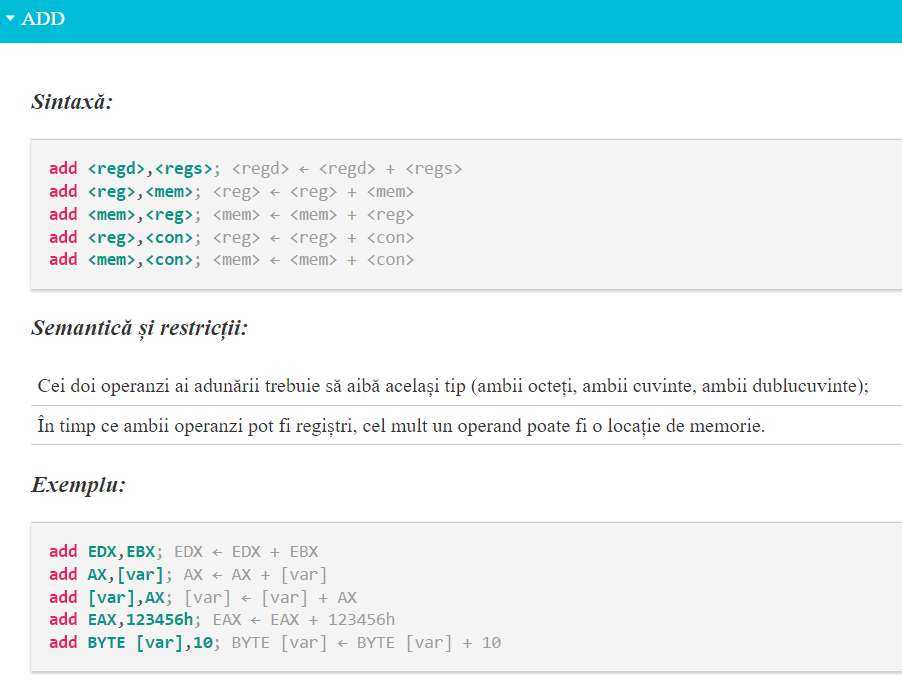 ADD
Sintaxă:
add <regd>,<regs>; <regd> ← <regd> + <regs>
add <reg>,<mem>; <reg> ← <reg> + <mem>
add <mem>,<reg>; <mem> ← <mem> + <reg>
add <reg>,<con>; <reg> ← <reg> + <con>
add <mem>,<con>; <mem> ← <mem> + <con>
Semantică și restricții:
Cei doi operanzi ai adunării trebuie să aibă același tip (ambii octeți, ambii cuvinte, ambii dublucuvinte);
În timp ce ambii operanzi pot fi regiștri, cel mult un operand poate fi o locație de memorie.
Exemplu:
add EDX,EBX; EDX ← EDX + EBX
add AX,[var]; AX ← AX + [var]
add [var],AX; [var] ← [var] + AX
add EAX,123456h; EAX ← EAX + 123456h
add BYTE [var],10; BYTE [var] ← BYTE [var] + 10